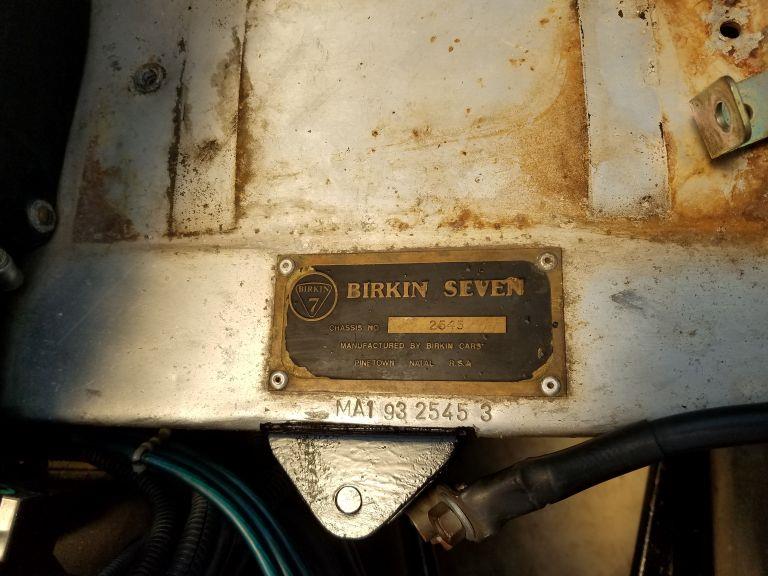 BIRKIN
7
BIRKIN SEVEN
CHASSIS NO 2545
MANUFACTURED BY BIRKIN CARS
PINETOWN NATAL R.S.A
MA1 93 2545 3